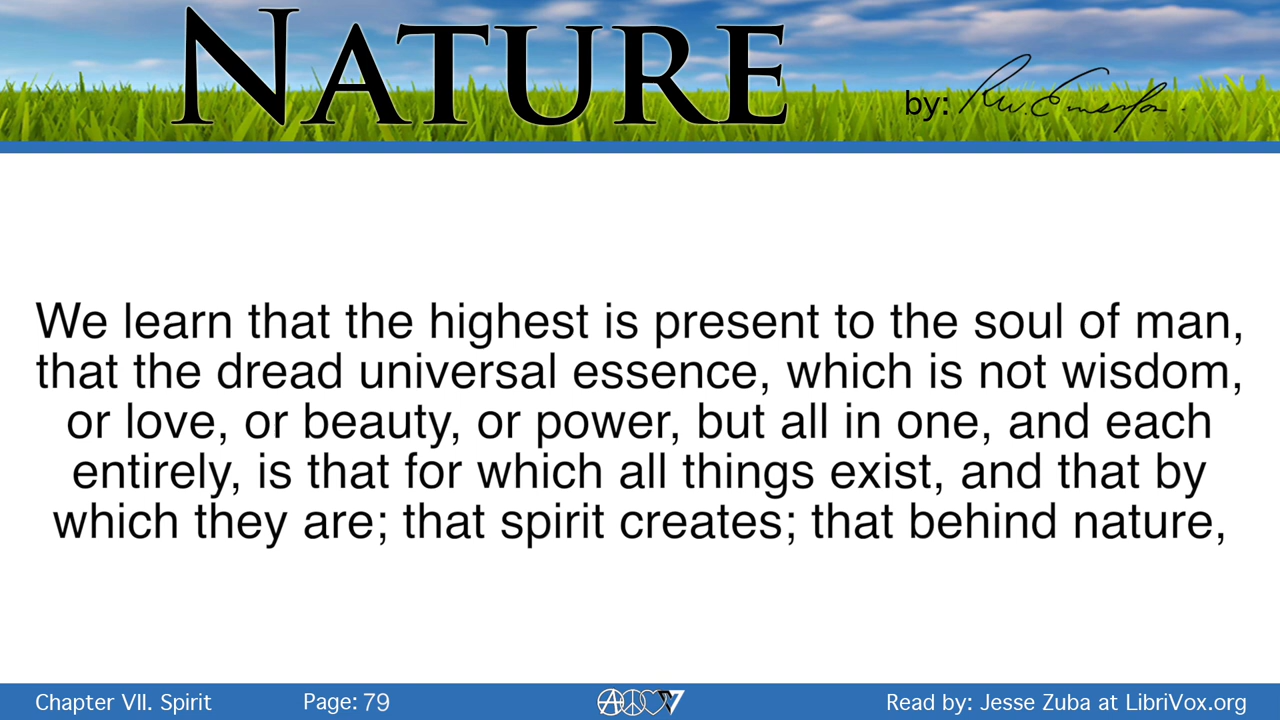 NATURE
by: R.W. Emerson.
We learn that the highest is present to the soul of man,
that the dread universal essence, which is not wisdom,
or love, or beauty, or power, but all in one, and each
entirely, is that for which all things exist, and that by
which they are; that spirit creates; that behind nature,
Chapter VII. Spirit
Page: 79
Read by: Jesse Zuba at LibriVox.org